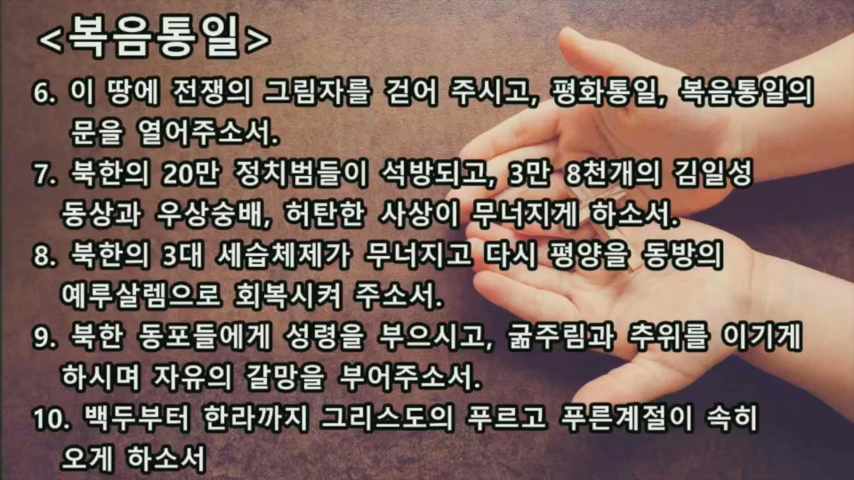 <복음통일>
6. 이 땅에 전쟁의 그림자를 걷어 주시고, 평화통일, 복음통일의
문을 열어주소서.
7. 북한의 20만 정치범들이 석방되고, 3만 8천개의 김일성
동상과 우상숭배, 허탄한 사상이 무너지게 하소서.
8. 북한의 3대 세습체제가 무너지고 다시 평양을 동방의
예루살렘으로 회복시켜 주소서.
9. 북한 동포들에게 성령을 부으시고, 굶주림과 추위를 이기게
하시며 자유의 갈망을 부어주소서.
10. 백두부터 한라까지 그리스도의 푸르고 푸른계절이 속히
오게 하소서